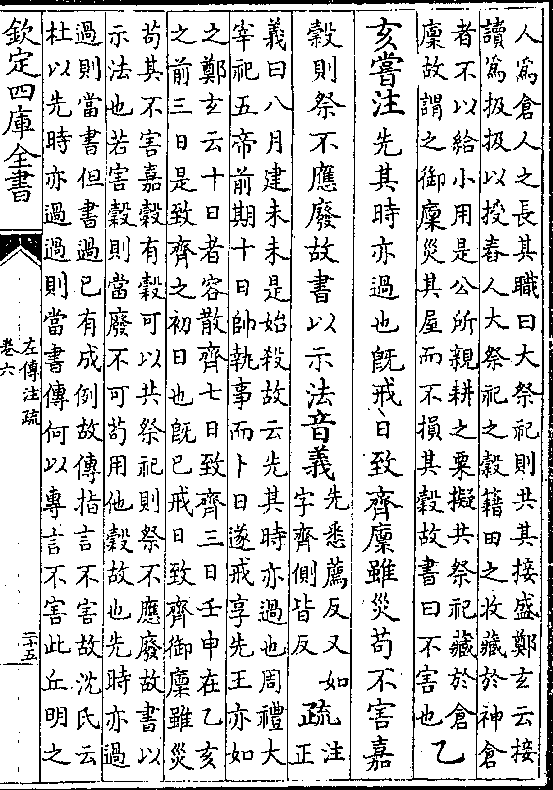 人為倉人之長其職曰大祭祀則共其接盛鄭玄云接
讀為扱扱以授舂人大祭祀之穀籍田之收藏於神倉
者不以給小用是公所親耕之粟擬共祭祀藏於倉
廩故謂之御廩災其屋而不損其穀故書曰不害也
乙
亥嘗注先其時亦過也旣戒日致齊廩雖災苟不害嘉
穀則祭不應廢故書以示法音義
先悉薦反又如
字齊側皆反
疏
注
正
義曰八月建未未是始殺故云先其時亦過也周禮大
宰祀五帝前期十日帥執事而卜日遂戒享先王亦如
之鄭玄云十日者容散齊七日致齊三日壬申在乙亥
之前三日是致齊之初日也旣已戒日致齊御廩雖災
苟其不害嘉穀有穀可以共祭祀則祭不應廢故書以
示法也若害穀則當廢不可苟用他穀故也先時亦過
過則當書但書過已有成例故傳指言不害故沈氏云
杜以先時亦過過則當書傳何以專言不害此丘明之
欽定四庫全書
左傳注疏
卷六
二十五